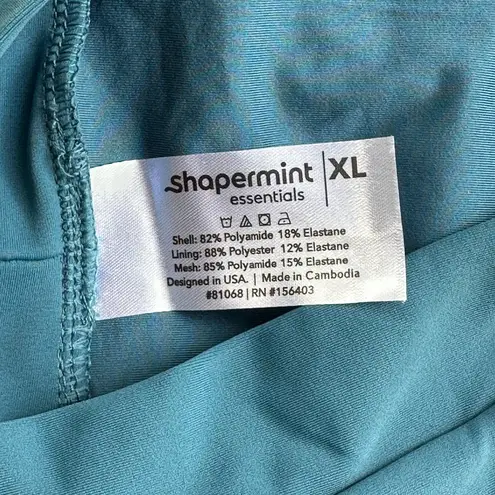 shapermint | XL
essentials
Shell: 82% Polyamide 18% Elastane
Lining: 88% Polyester 12% Elastane
Mesh: 85% Polyamide 15% Elastane
Designed in USA. | Made in Cambodia
#81068 | RN #156403